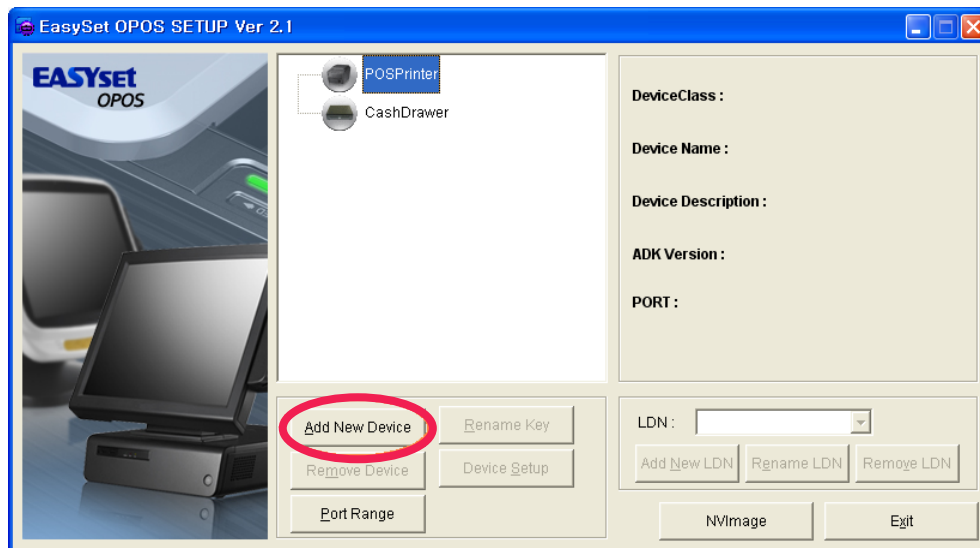 EasySet OPOS SETUP Ver 2.1
EASYset
OPOS
POSPrinter
CashDrawer
DeviceClass :
Device Name :
Device Description :
ADK Version :
PORT :
Add New Device
Rename Key
Remove Device
Device Setup
Port Range
LDN :
Add New LDN
Rename LDN
Remove LDN
NVImage
Exit